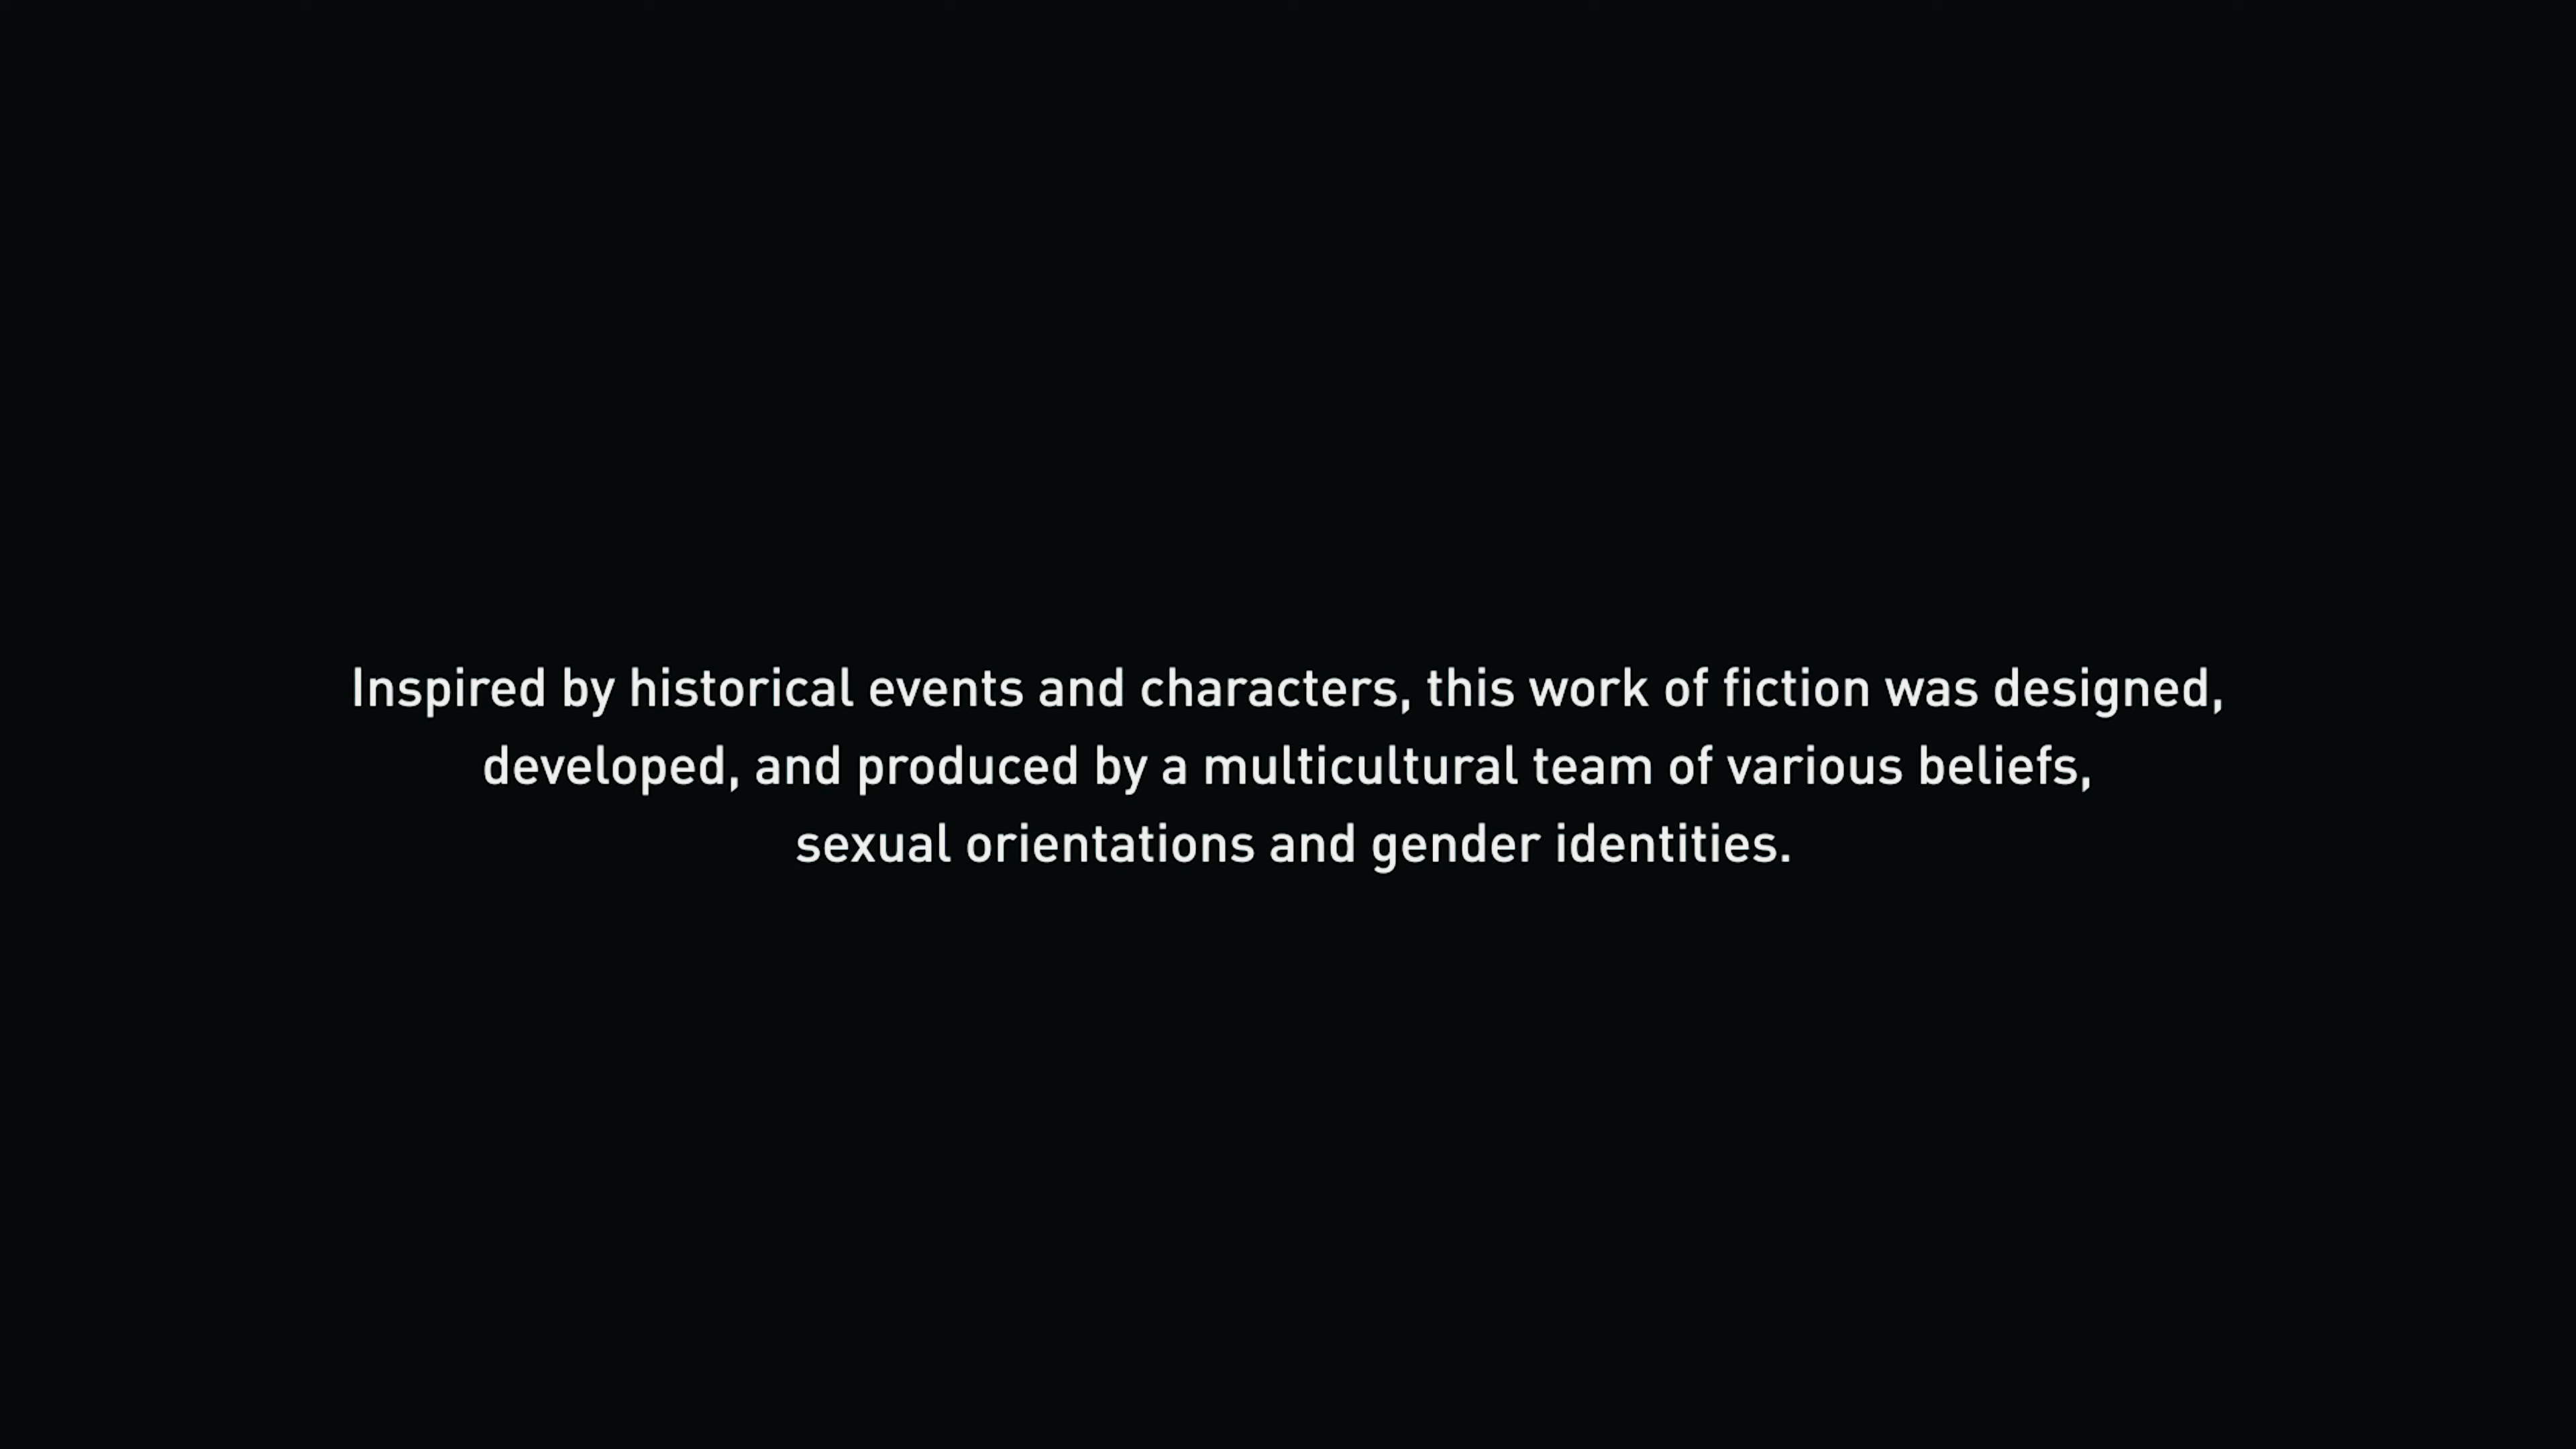 Inspired by historical events and characters, this work of fiction was designed,
developed, and produced by a multicultural team of various beliefs,
sexual orientations and gender identities.